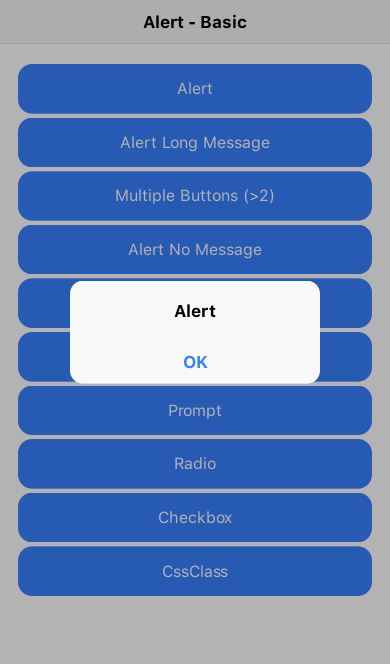 Alert - Basic
Alert
Alert Long Message
Multiple Buttons (>2)
Alert No Message
Alert
OK
Prompt
Radio
Checkbox
CssClass